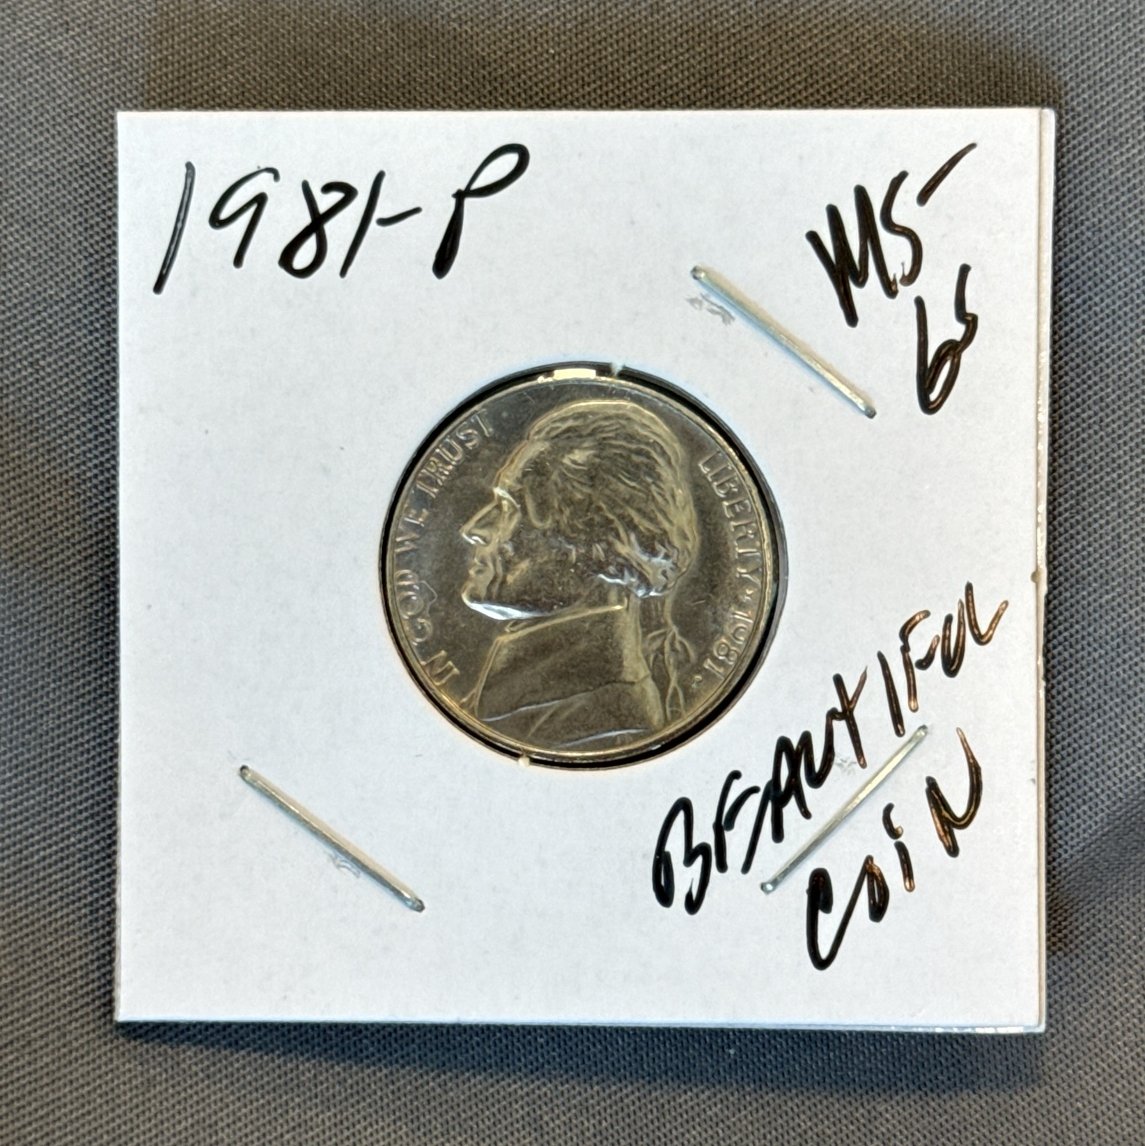 1981-P
MS-
65
IN GOD WE TRUST
LIBERTY * 1981
P
BEAUTIFUL
COIN